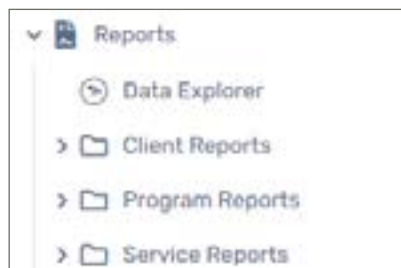 Reports
Data Explorer
Client Reports
Program Reports
Service Reports